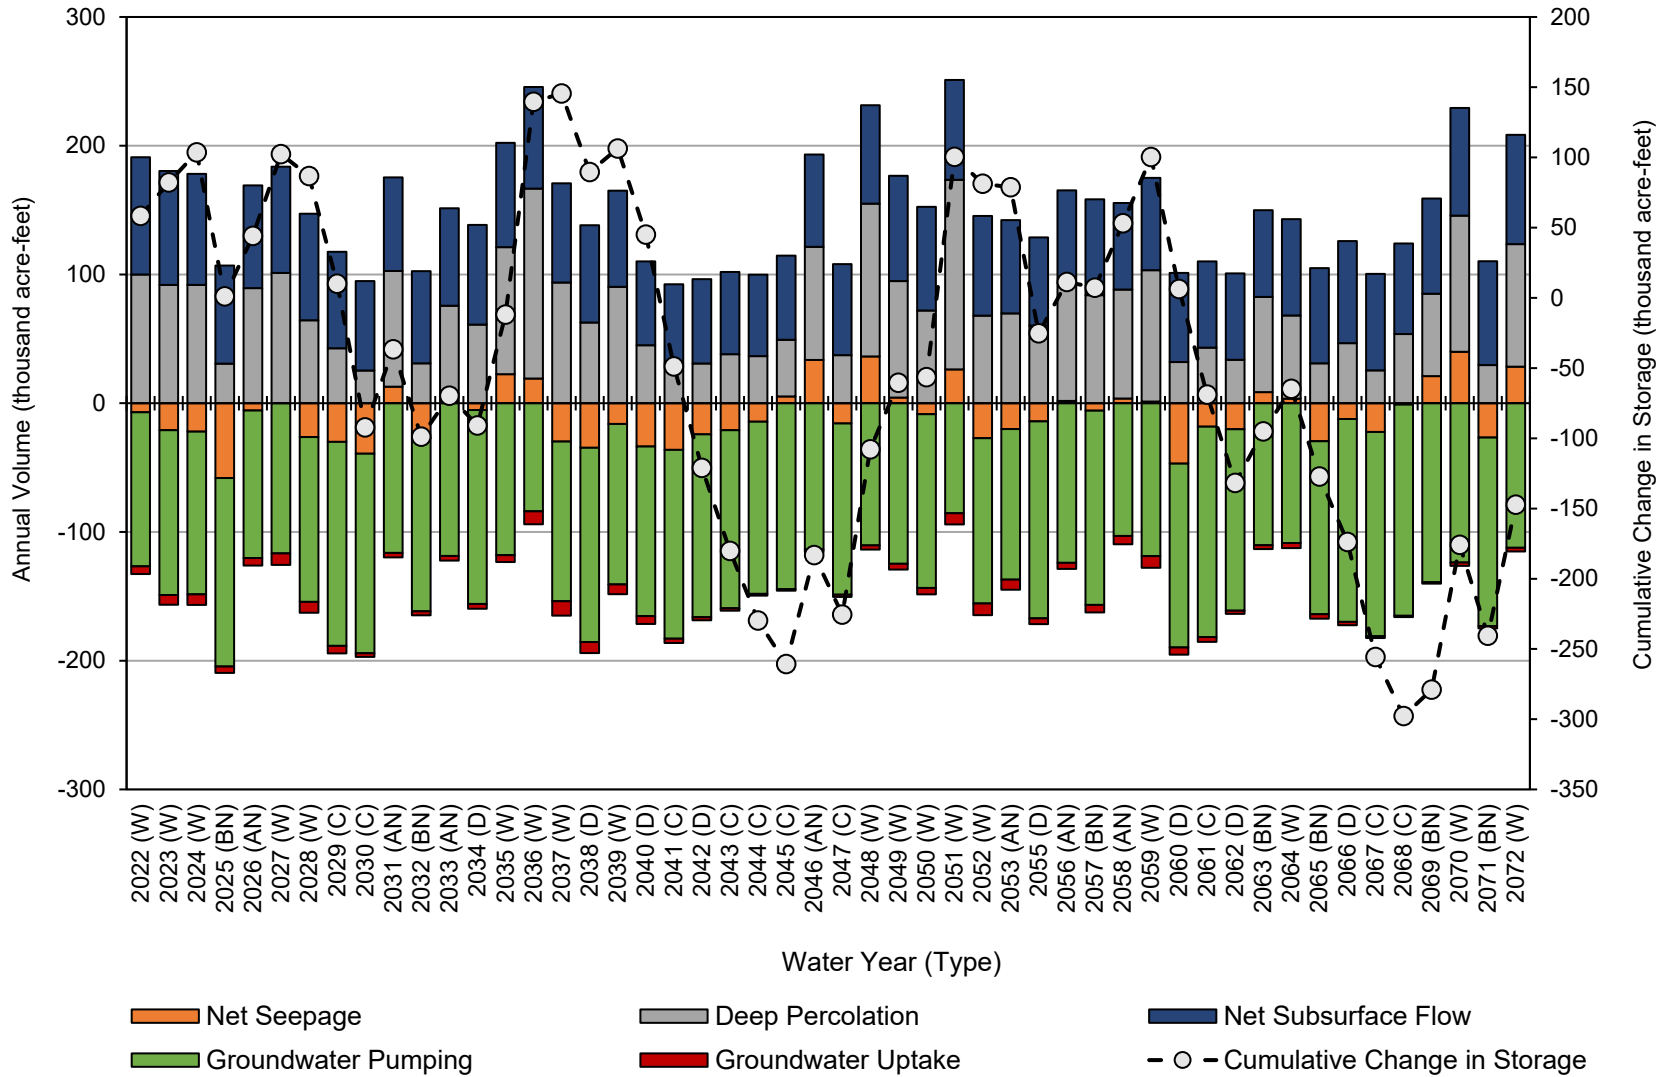 300
200
100
0
-100
-200
-300
Annual Volume (thousand acre-feet)
200
150
100
50
0
-50
-100
-150
-200
-250
-300
-350
Cumulative Change in Storage (thousand acre-feet)
2022 (W)
2023 (W)
2024 (W)
2025 (BN)
2026 (AN)
2027 (W)
2028 (W)
2029 (C)
2030 (C)
2031 (AN)
2032 (BN)
2033 (AN)
2034 (D)
2035 (W)
2036 (W)
2037 (W)
2038 (D)
2039 (W)
2040 (D)
2041 (C)
2042 (D)
2043 (C)
2044 (C)
2045 (C)
2046 (AN)
2047 (C)
2048 (W)
2049 (W)
2050 (W)
2051 (W)
2052 (W)
2053 (AN)
2055 (D)
2056 (AN)
2057 (BN)
2058 (AN)
2059 (W)
2060 (D)
2061 (C)
2062 (D)
2063 (BN)
2064 (W)
2065 (BN)
2066 (D)
2067 (C)
2068 (C)
2069 (BN)
2070 (W)
2071 (BN)
2072 (W)
Water Year (Type)
Net Seepage
Deep Percolation
Net Subsurface Flow
Groundwater Pumping
Groundwater Uptake
Cumulative Change in Storage